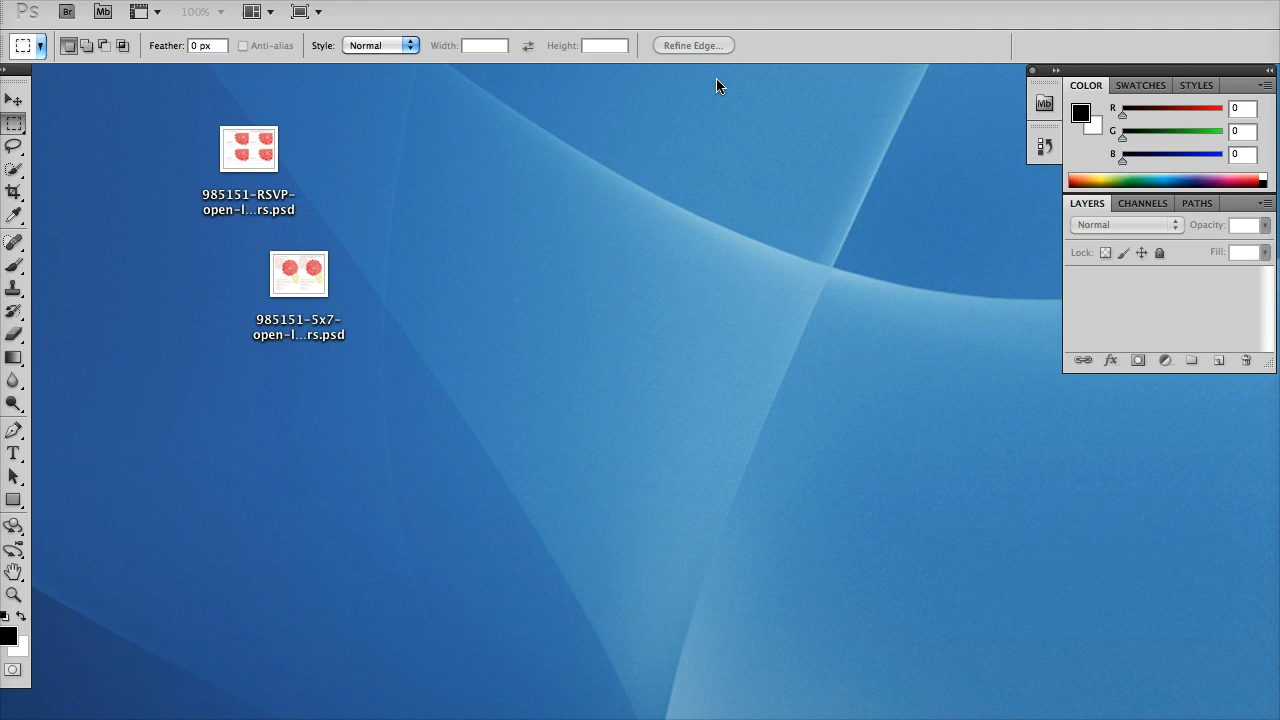 Ps Br Mb 100%
Feather: 0 px Anti-alias Style: Normal Width: Height: Refine Edge...
Mb
COLOR SWATCHES STYLES
R 0
G 0
B 0
LAYERS CHANNELS PATHS
Normal Opacity:
Lock: Fill:
fx
T
985151-RSVP-
open-l...rs.psd
985151-5x7-
open-l...rs.psd